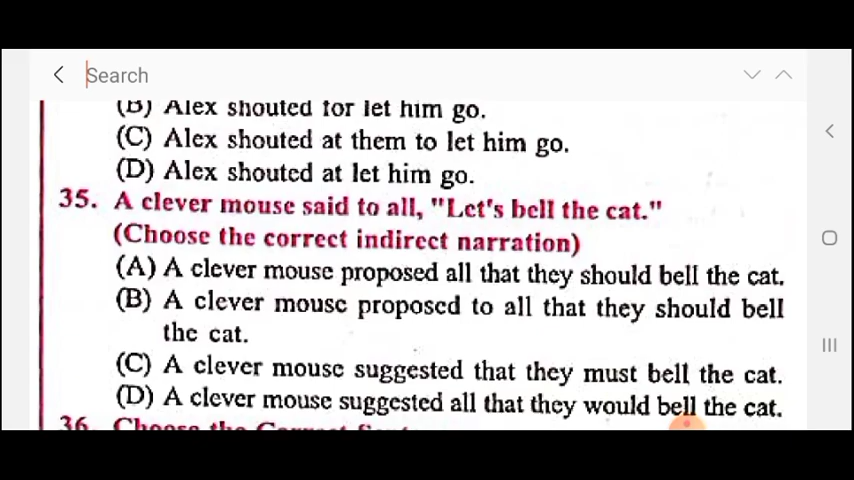 Search
(B) Alex shouted for let him go.
(C) Alex shouted at them to let him go.
(D) Alex shouted at let him go.
35. A clever mouse said to all, "Let's bell the cat."
(Choose the correct indirect narration)
(A) A clever mouse proposed all that they should bell the cat.
(B) A clever mouse proposed to all that they should bell
the cat.
(C) A clever mouse suggested that they must bell the cat.
(D) A clever mouse suggested all that they would bell the cat.
36. Choose the Correct